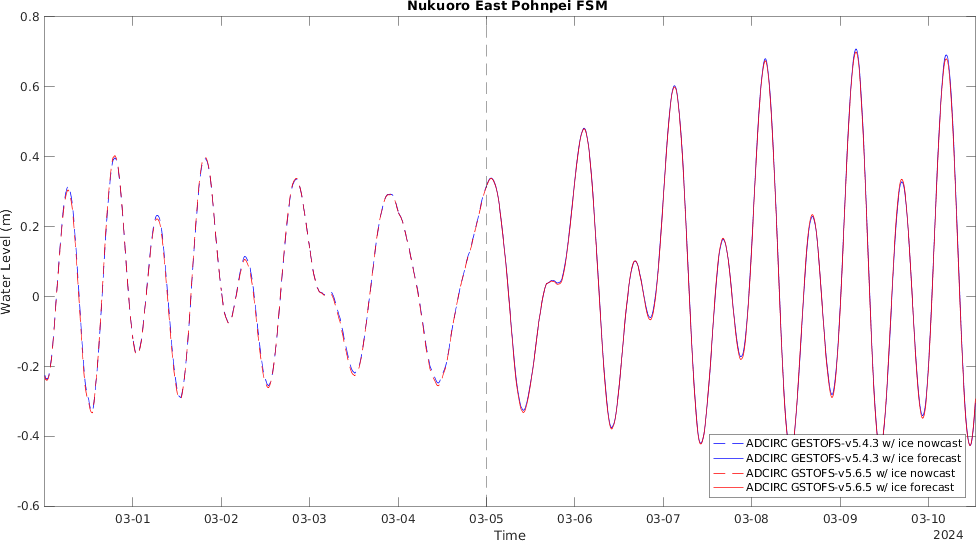 Nukuoro East Pohnpei FSM
Water Level (m)
0.8
0.6
0.4
0.2
0
-0.2
-0.4
-0.6
ADCIRC GESTOFS-v5.4.3 w/ ice nowcast
ADCIRC GESTOFS-v5.4.3 w/ ice forecast
ADCIRC GSTOFS-v5.6.5 w/ ice nowcast
ADCIRC GSTOFS-v5.6.5 w/ ice forecast
03-01 03-02 03-03 03-04 03-05 03-06 03-07 03-08 03-09 03-10
Time
2024